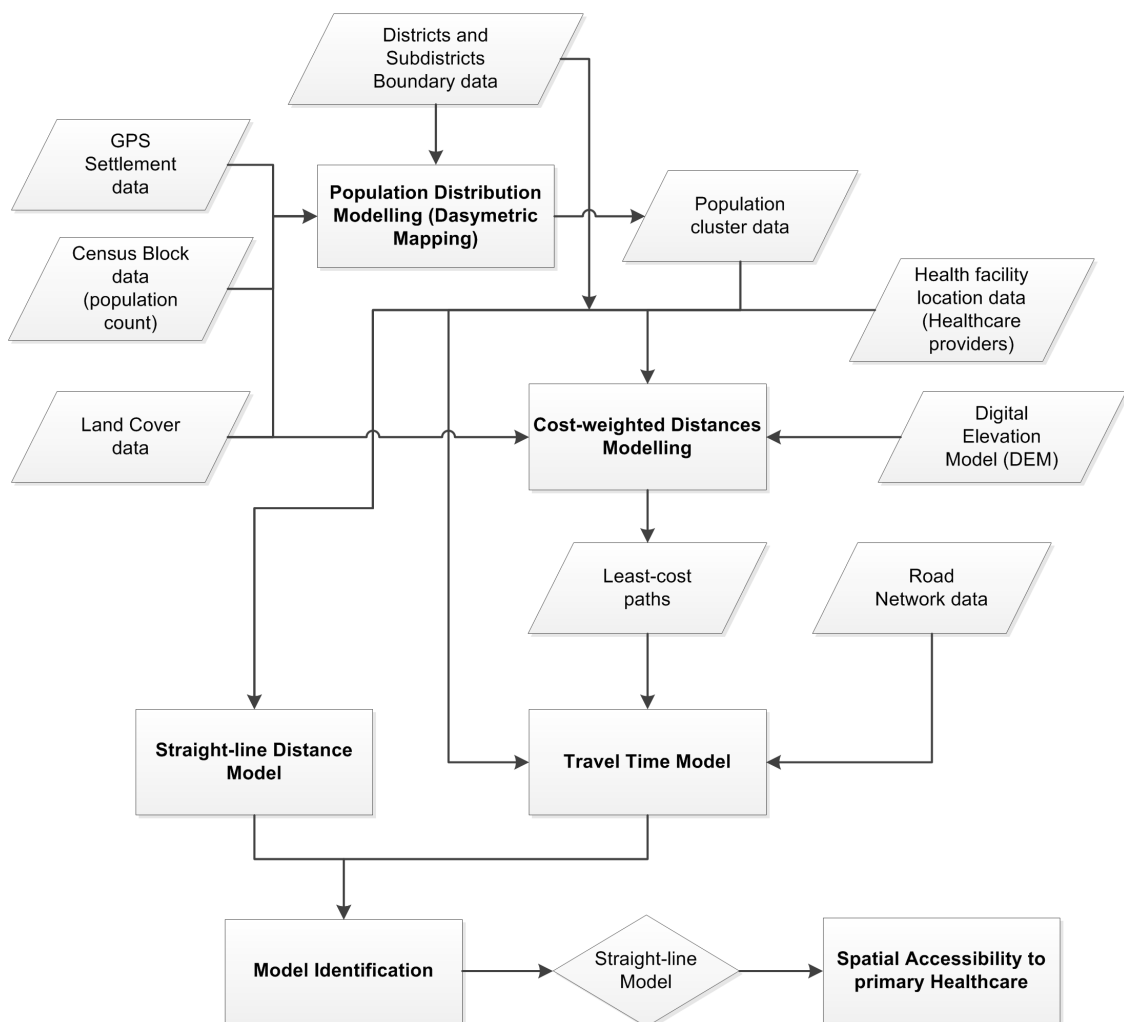 Districts and
Subdistricts
Boundary data
GPS
Settlement
data
Population Distribution
Modelling (Dasymetric
Mapping)
Population
cluster data
Census Block
data
(population
count)
Health facility
location data
(Healthcare
providers)
Land Cover
data
Cost-weighted Distances
Modelling
Digital
Elevation
Model (DEM)
Least-cost
paths
Road
Network data
Straight-line Distance
Model
Travel Time Model
Model Identification
Straight-line
Model
Spatial Accessibility to
primary Healthcare